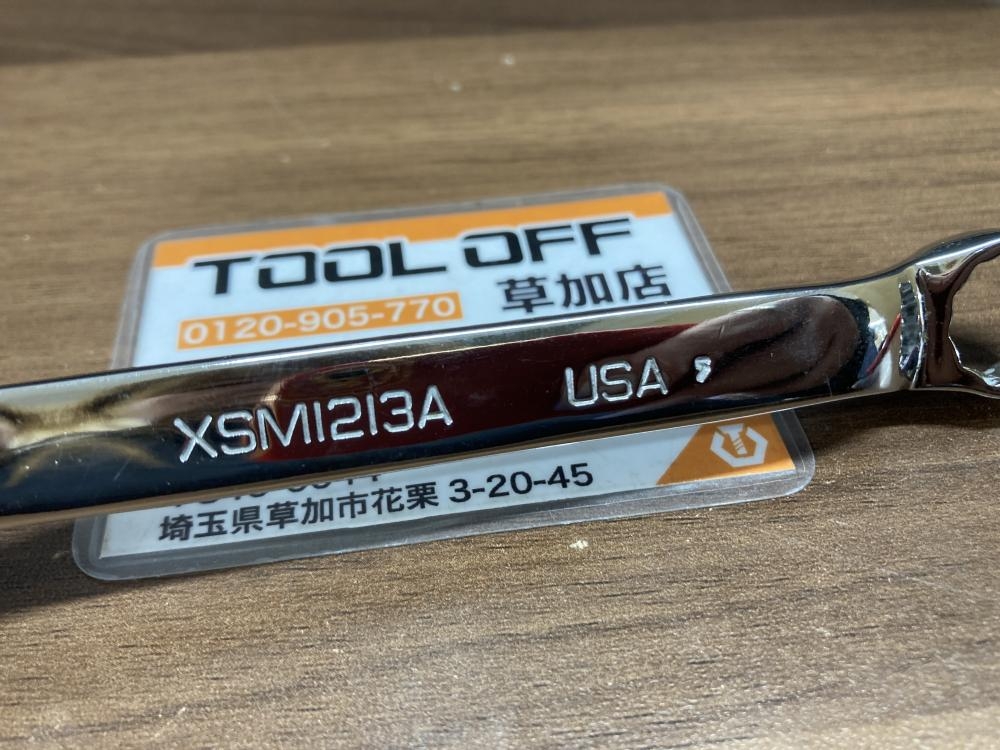 TOOL OFF
草加店
0120-905-770
XSM1213A USA
埼玉県草加市花栗 3-20-45